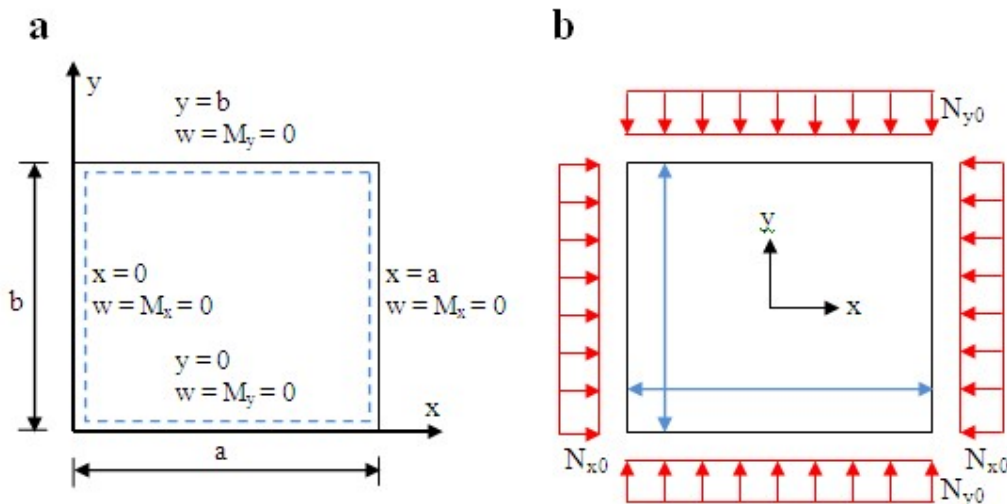 a
y
y = b
w = M_y = 0
b
x = 0
w = M_x = 0
x = a
w = M_x = 0
y = 0
w = M_y = 0
x
a
b
N_y0
y
x
N_x0
N_x0
N_y0